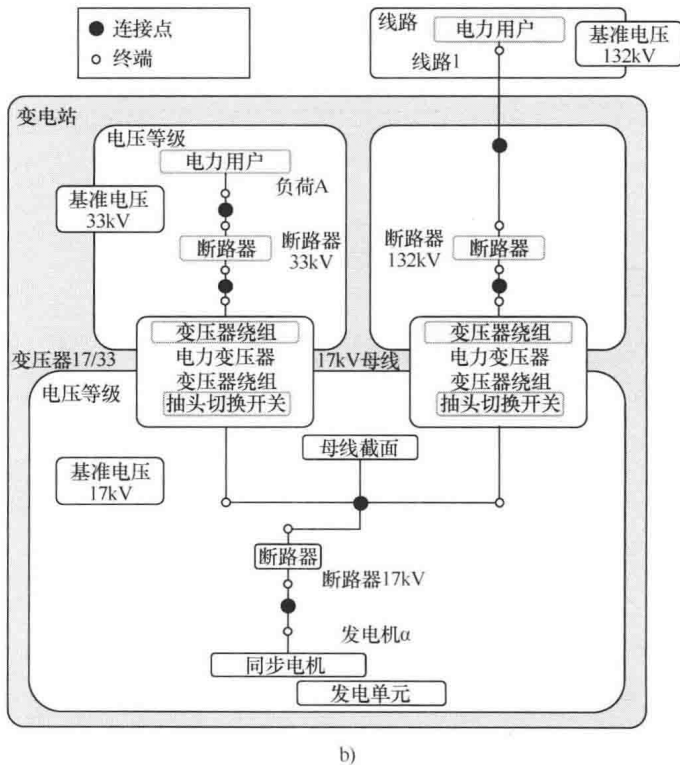 连接点
终端
线路
电力用户
线路1
基准电压
132kV
变电站
电压等级
电力用户
负荷A
基准电压
33kV
断路器
断路器
33kV
断路器
132kV
断路器
变压器绕组
电力变压器
变压器绕组
抽头切换开关
变压器17/33
17kV母线
变压器绕组
电力变压器
变压器绕组
抽头切换开关
电压等级
母线截面
基准电压
17kV
断路器
断路器17kV
发电机α
同步电机
发电单元
b)